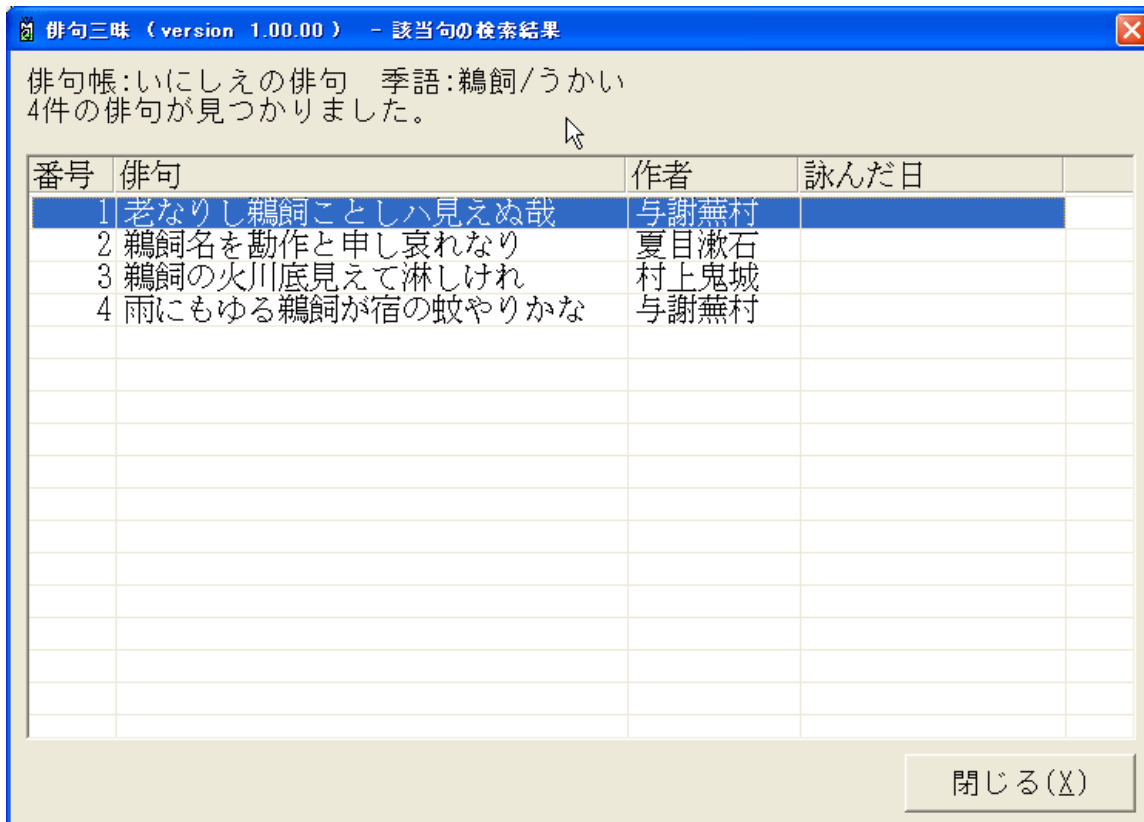 俳句三昧 （version 1.00.00） - 該当句の検索結果
俳句帳:いにしえの俳句　季語:鵜飼/うかい
4件の俳句が見つかりました。
番号 俳句 作者 詠んだ日
1 老なりし鵜飼ことしハ見えぬ哉 与謝蕪村
2 鵜飼名を勘作と申し哀れなり 夏目漱石
3 鵜飼の火川底見えて淋しけれ 村上鬼城
4 雨にもゆる鵜飼が宿の蚊やりかな 与謝蕪村
閉じる(X)